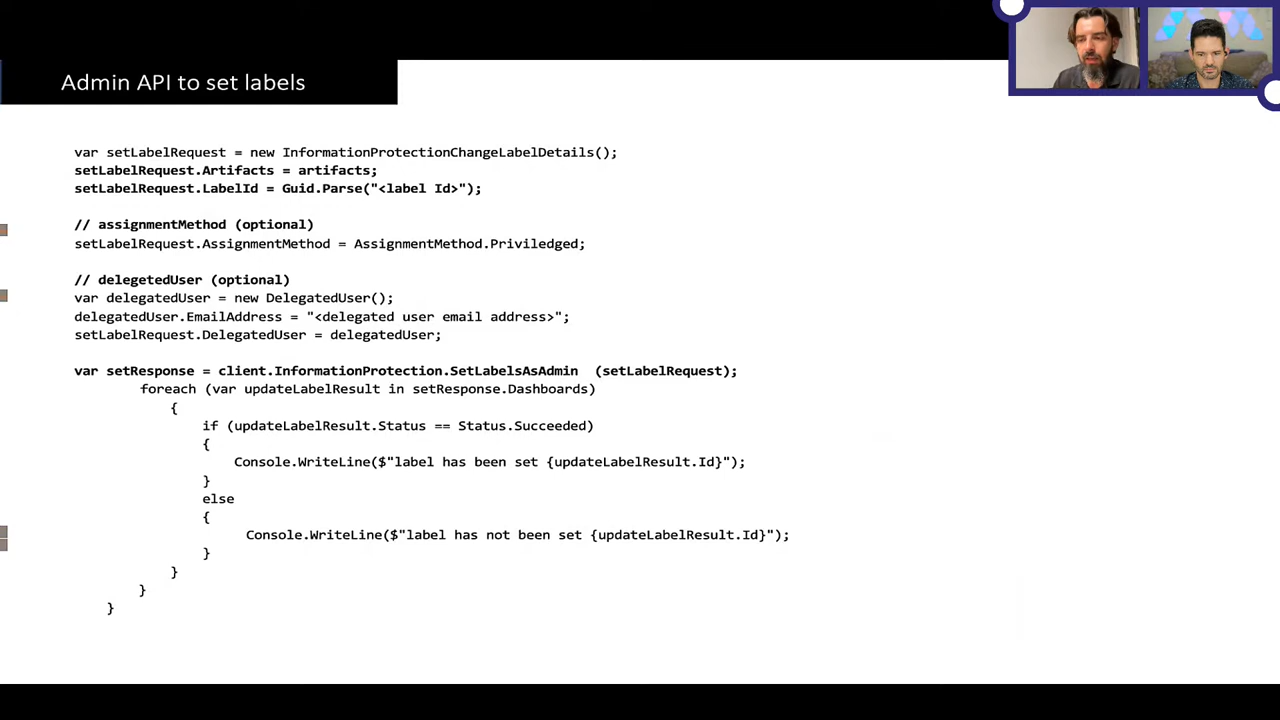 Admin API to set labels
var setLabelRequest = new InformationProtectionChangeLabelDetails();
setLabelRequest.Artifacts = artifacts;
setLabelRequest.LabelId = Guid.Parse("<label Id>");
// assignmentMethod (optional)
setLabelRequest.AssignmentMethod = AssignmentMethod.Priviledged;
// delegetedUser (optional)
var delegatedUser = new DelegatedUser();
delegatedUser.EmailAddress = "<delegated user email address>";
setLabelRequest.DelegatedUser = delegatedUser;
var setResponse = client.InformationProtection.SetLabelsAsAdmin (setLabelRequest);
foreach (var updateLabelResult in setResponse.Dashboards)
{
if (updateLabelResult.Status == Status.Succeeded)
{
Console.WriteLine($"label has been set {updateLabelResult.Id}");
}
else
{
Console.WriteLine($"label has not been set {updateLabelResult.Id}");
}
}
}
}